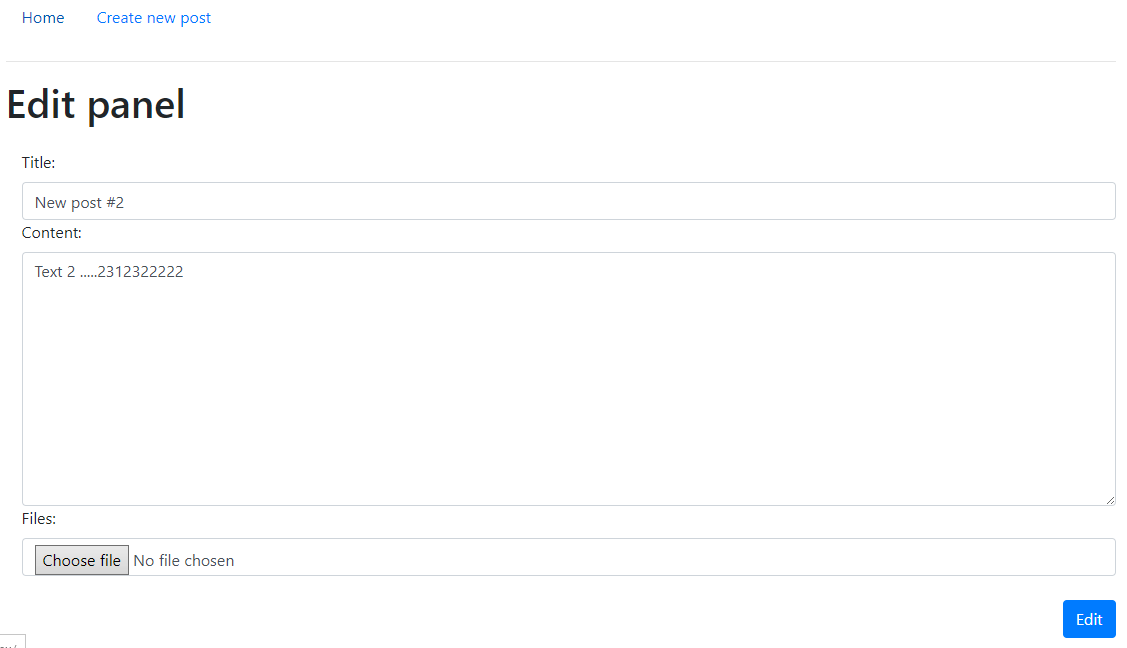 Home Create new post
Edit panel
Title:
New post #2
Content:
Text 2 .....2312322222
Files:
Choose file No file chosen
Edit